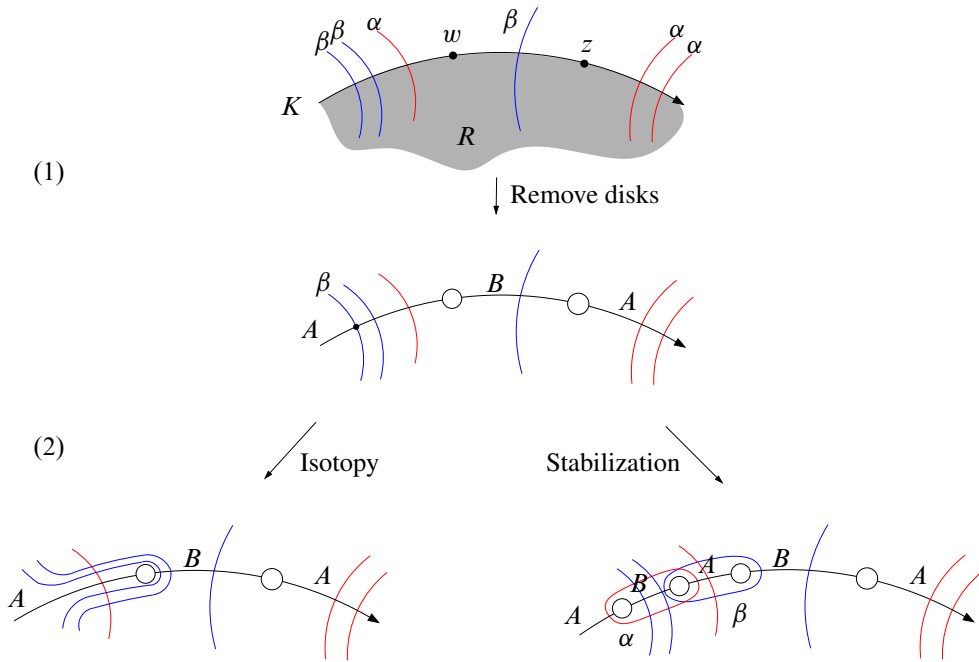 β β α w β z α α
K
R
(1)
Remove disks
β B A
A
(2)
Isotopy Stabilization
A B A
A B A B A
α β